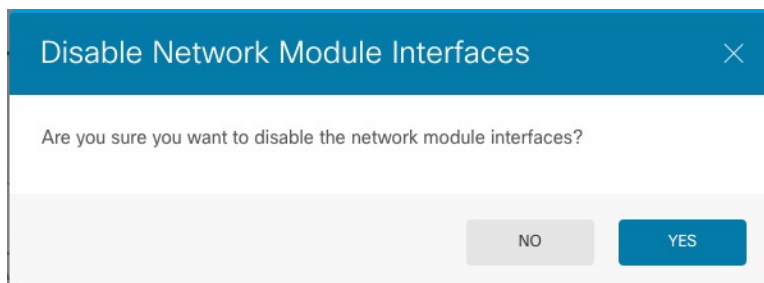 Disable Network Module Interfaces
Are you sure you want to disable the network module interfaces?
NO YES